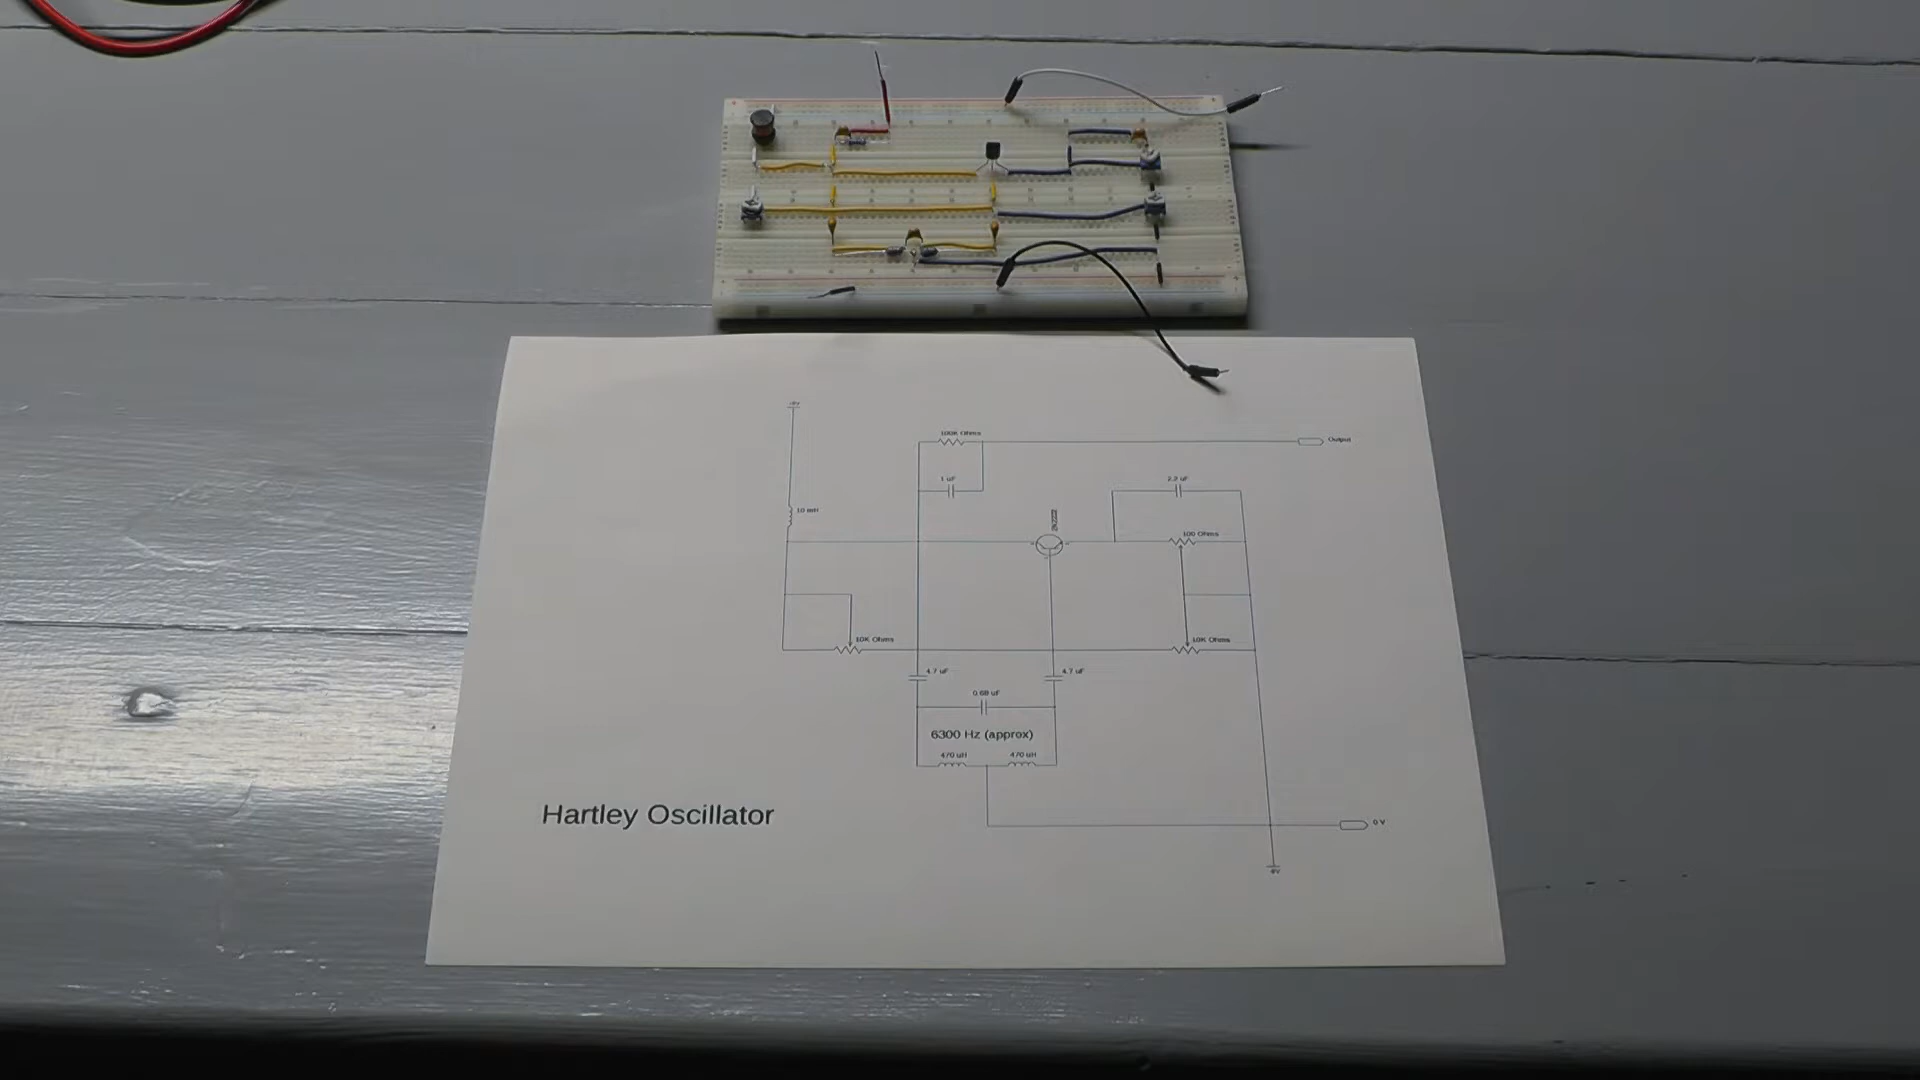 100K Ohms
Output
1 uF
2.2 uF
10 mH
2N2222
100 Ohms
10K Ohms
10K Ohms
4.7 uF
4.7 uF
0.68 uF
6300 Hz (approx)
470 uH
470 uH
Hartley Oscillator
0 V